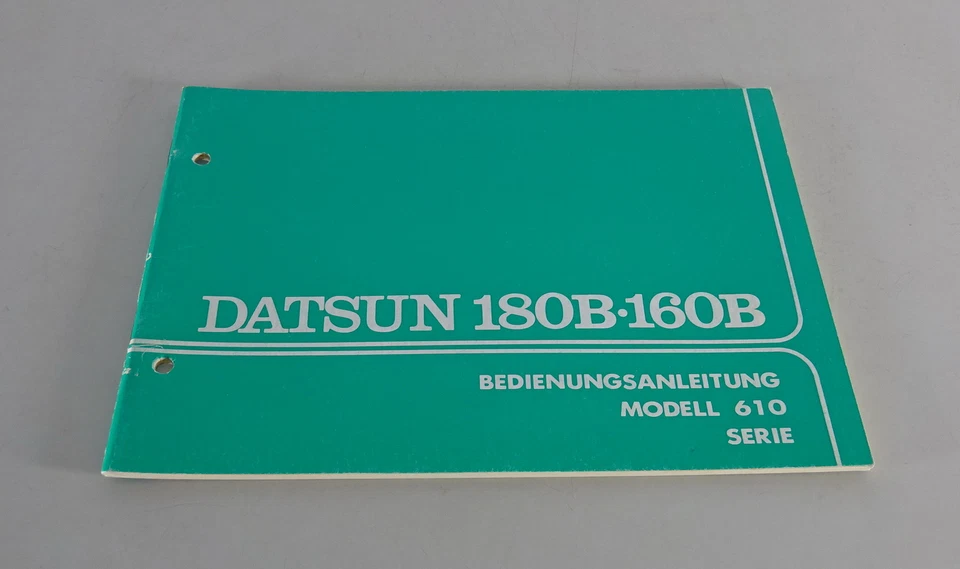 DATSUN 180B·160B
BEDIENUNGSANLEITUNG
MODELL 610
SERIE